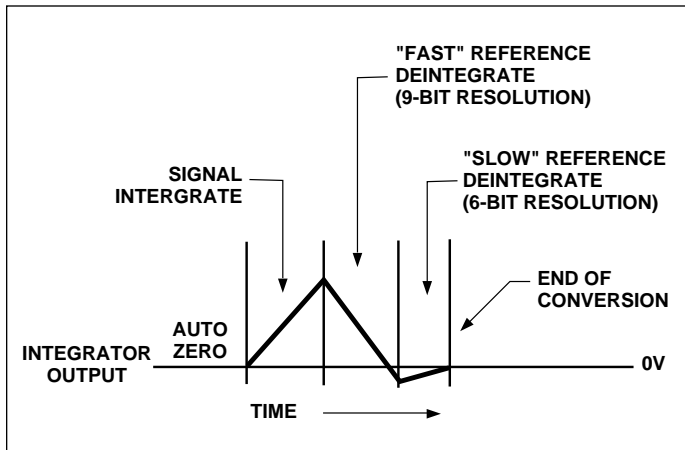 "FAST" REFERENCE
DEINTEGRATE
(9-BIT RESOLUTION)
"SLOW" REFERENCE
DEINTEGRATE
(6-BIT RESOLUTION)
SIGNAL
INTERGRATE
END OF
CONVERSION
AUTO
ZERO
INTEGRATOR
OUTPUT
0V
TIME